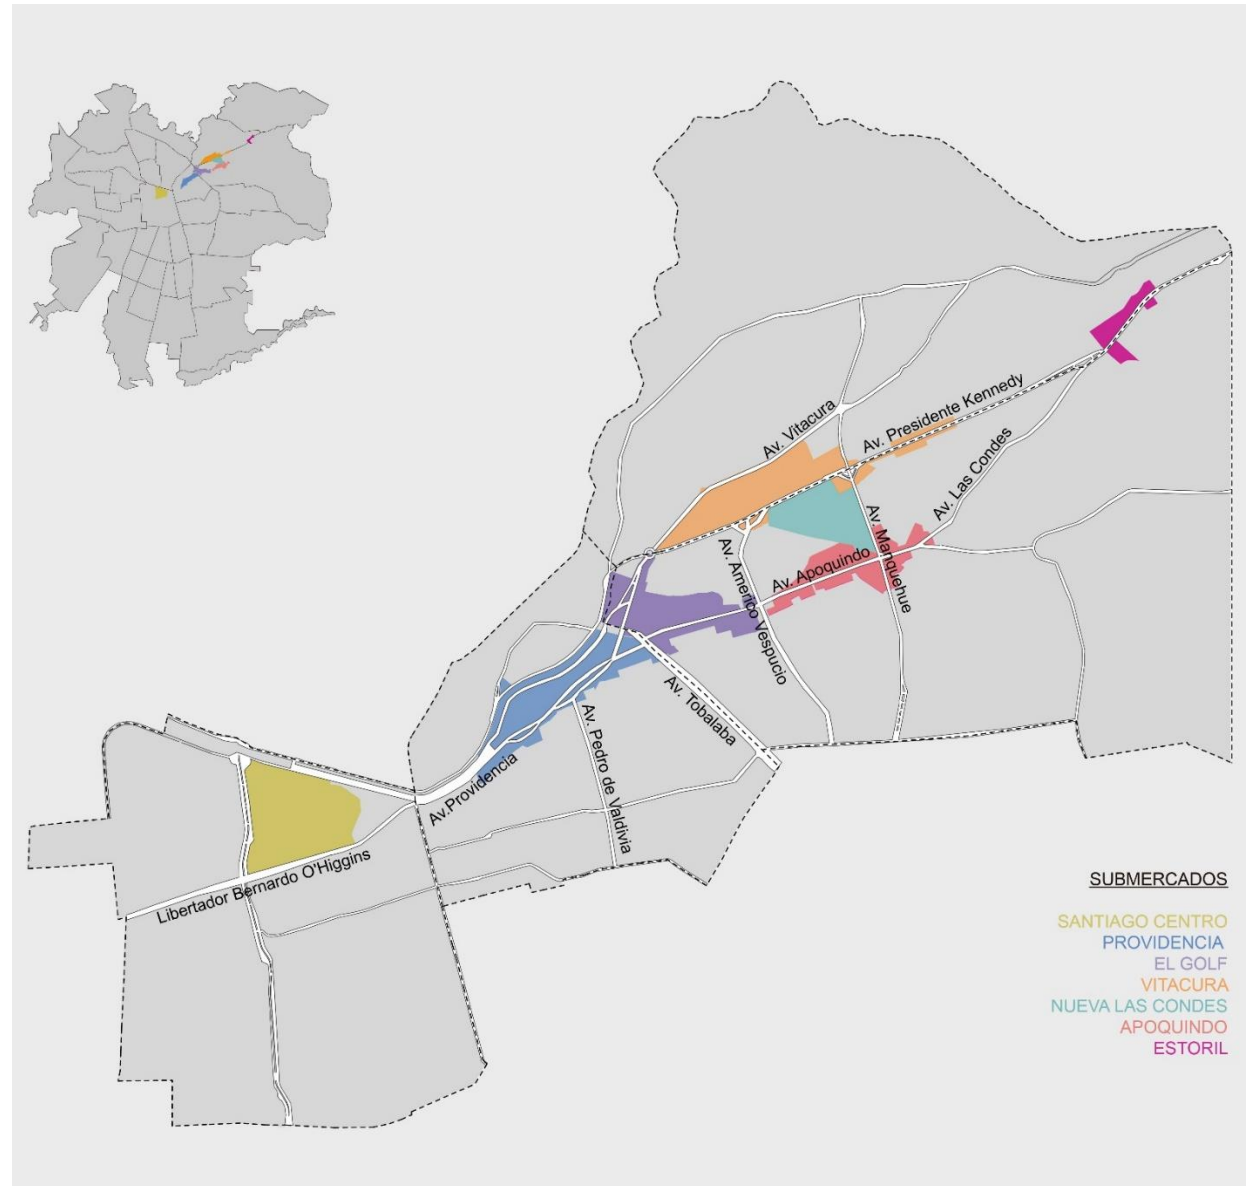 Av. Vitacura
Av. Presidente Kennedy
Av. Las Condes
Av. Manquehue
Av. Apoquindo
Av. Americo Vespucio
Av. Tobalaba
Av. Pedro de Valdivia
Av.Providencia
Libertador Bernardo O'Higgins
SUBMERCADOS
SANTIAGO CENTRO
PROVIDENCIA
EL GOLF
VITACURA
NUEVA LAS CONDES
APOQUINDO
ESTORIL